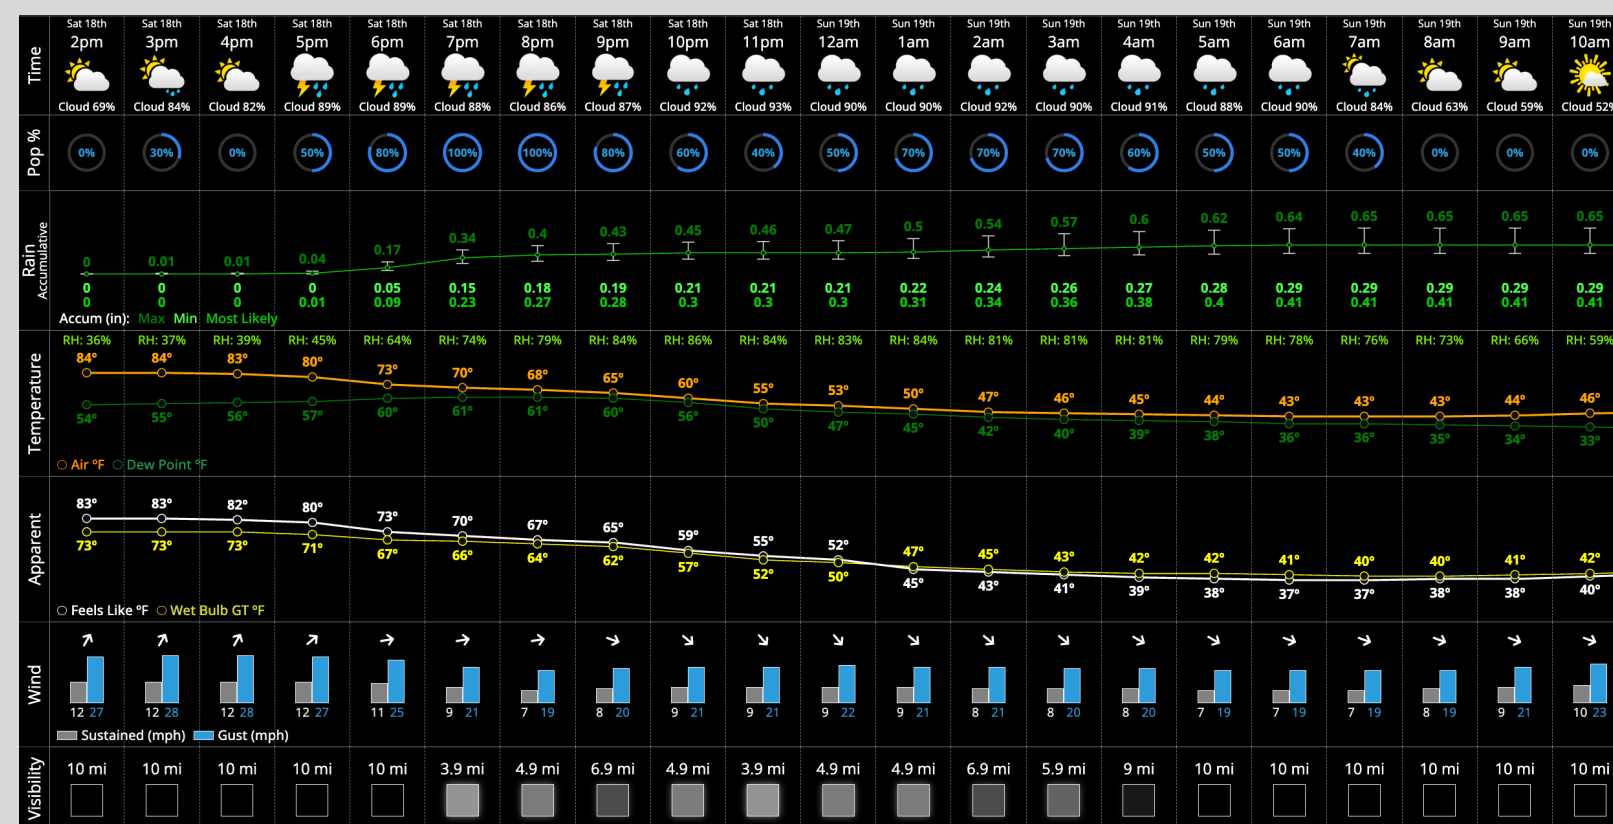 Sat 18th Sat 18th Sat 18th Sat 18th Sat 18th Sat 18th Sat 18th Sat 18th Sat 18th Sat 18th Sun 19th Sun 19th Sun 19th Sun 19th Sun 19th Sun 19th Sun 19th Sun 19th Sun 19th Sun 19th Sun 19th
Time 2pm 3pm 4pm 5pm 6pm 7pm 8pm 9pm 10pm 11pm 12am 1am 2am 3am 4am 5am 6am 7am 8am 9am 10am
Cloud 69% Cloud 84% Cloud 82% Cloud 89% Cloud 89% Cloud 88% Cloud 86% Cloud 87% Cloud 92% Cloud 93% Cloud 90% Cloud 90% Cloud 92% Cloud 90% Cloud 91% Cloud 88% Cloud 90% Cloud 84% Cloud 63% Cloud 59% Cloud 52%
Pop % 0% 30% 0% 50% 80% 100% 100% 80% 60% 40% 50% 70% 70% 70% 60% 50% 50% 40% 0% 0% 0%
Rain
Accumulative
0 0.01 0.01 0.04 0.17 0.34 0.4 0.43 0.45 0.46 0.47 0.5 0.54 0.57 0.6 0.62 0.64 0.65 0.65 0.65 0.65
0 0 0 0 0.05 0.15 0.18 0.19 0.21 0.21 0.21 0.22 0.24 0.26 0.27 0.28 0.29 0.29 0.29 0.29 0.29
0 0 0 0.01 0.09 0.23 0.27 0.28 0.3 0.3 0.3 0.31 0.34 0.36 0.38 0.4 0.41 0.41 0.41 0.41 0.41
Accum (in): Max Min Most Likely
Temperature
RH: 36% RH: 37% RH: 39% RH: 45% RH: 64% RH: 74% RH: 79% RH: 84% RH: 86% RH: 84% RH: 83% RH: 84% RH: 81% RH: 81% RH: 81% RH: 79% RH: 78% RH: 76% RH: 73% RH: 66% RH: 59%
84° 84° 83° 80° 73° 70° 68° 65° 60° 55° 53° 50° 47° 46° 45° 44° 43° 43° 43° 44° 46°
54° 55° 56° 57° 60° 61° 61° 60° 56° 50° 47° 45° 42° 40° 39° 38° 36° 36° 35° 34° 33°
Air °F Dew Point °F
Apparent
83° 83° 82° 80° 73° 70° 67° 65° 59° 55° 52° 47° 45° 43° 42° 42° 41° 40° 40° 41° 42°
73° 73° 73° 71° 67° 66° 64° 62° 57° 52° 50° 45° 43° 41° 39° 38° 37° 37° 38° 38° 40°
Feels Like °F Wet Bulb GT °F
Wind
12 27 12 28 12 28 12 27 11 25 9 21 7 19 8 20 9 21 9 21 9 22 9 21 8 21 8 20 8 20 7 19 7 19 7 19 8 19 9 21 10 23
Sustained (mph) Gust (mph)
Visibility
10 mi 10 mi 10 mi 10 mi 10 mi 3.9 mi 4.9 mi 6.9 mi 4.9 mi 3.9 mi 4.9 mi 4.9 mi 6.9 mi 5.9 mi 9 mi 10 mi 10 mi 10 mi 10 mi 10 mi 10 mi